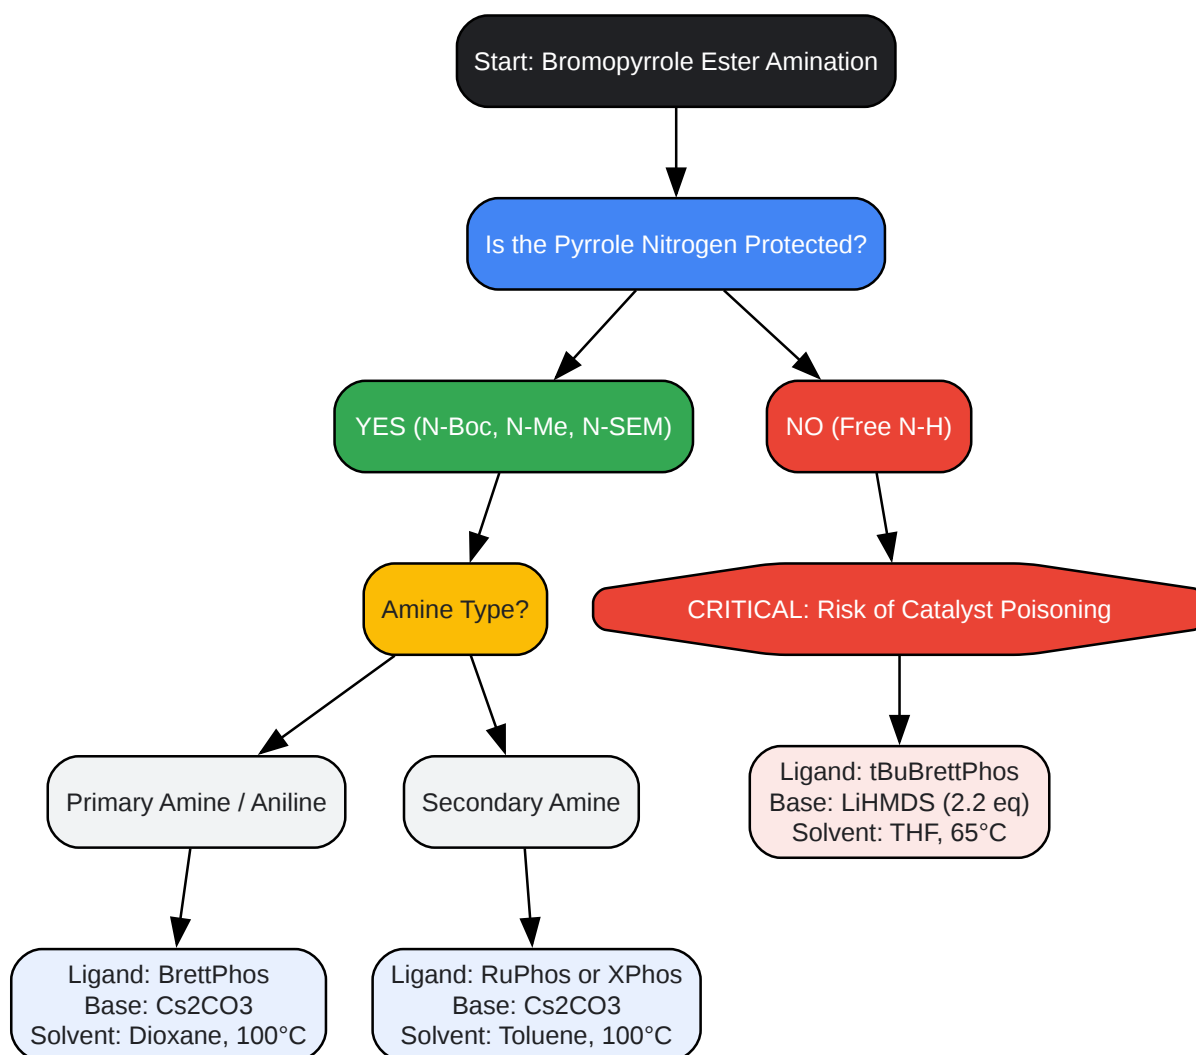 Start: Bromopyrrole Ester Amination
Is the Pyrrole Nitrogen Protected?
YES (N-Boc, N-Me, N-SEM)
NO (Free N-H)
Amine Type?
CRITICAL: Risk of Catalyst Poisoning
Primary Amine / Aniline
Secondary Amine
Ligand: tBuBrettPhos
Base: LiHMDS (2.2 eq)
Solvent: THF, 65°C
Ligand: BrettPhos
Base: Cs2CO3
Solvent: Dioxane, 100°C
Ligand: RuPhos or XPhos
Base: Cs2CO3
Solvent: Toluene, 100°C